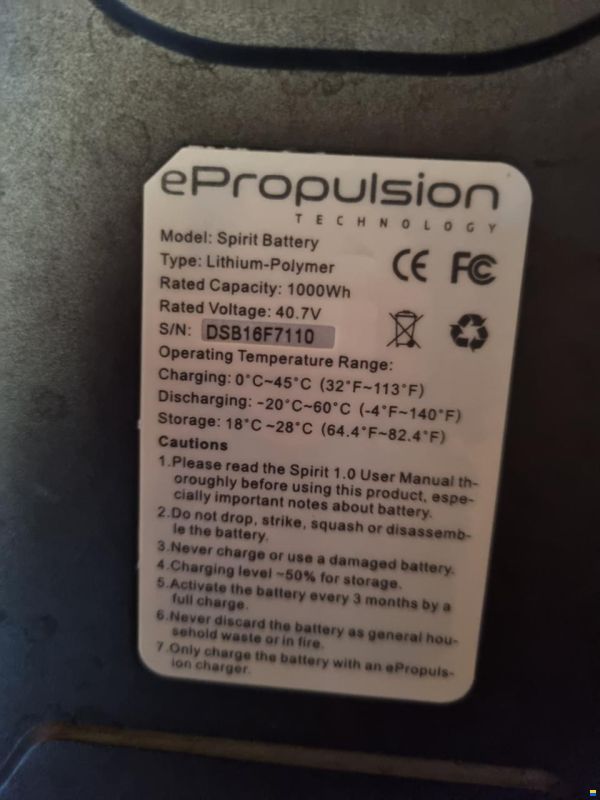 ePropulsion
TECHNOLOGY
Model: Spirit Battery
Type: Lithium-Polymer
Rated Capacity: 1000Wh
Rated Voltage: 40.7V
S/N: DSB16F7110
CE FC
Operating Temperature Range:
Charging: 0°C~45°C (32°F~113°F)
Discharging: -20°C~60°C (-4°F~140°F)
Storage: 18°C~28°C (64.4°F~82.4°F)
Cautions
1.Please read the Spirit 1.0 User Manual th-
oroughly before using this product, espe-
cially important notes about battery.
2.Do not drop, strike, squash or disassemb-
le the battery.
3.Never charge or use a damaged battery.
4.Charging level ~50% for storage.
5.Activate the battery every 3 months by a
full charge.
6.Never discard the battery as general hou-
sehold waste or in fire.
7.Only charge the battery with an ePropuls-
ion charger.